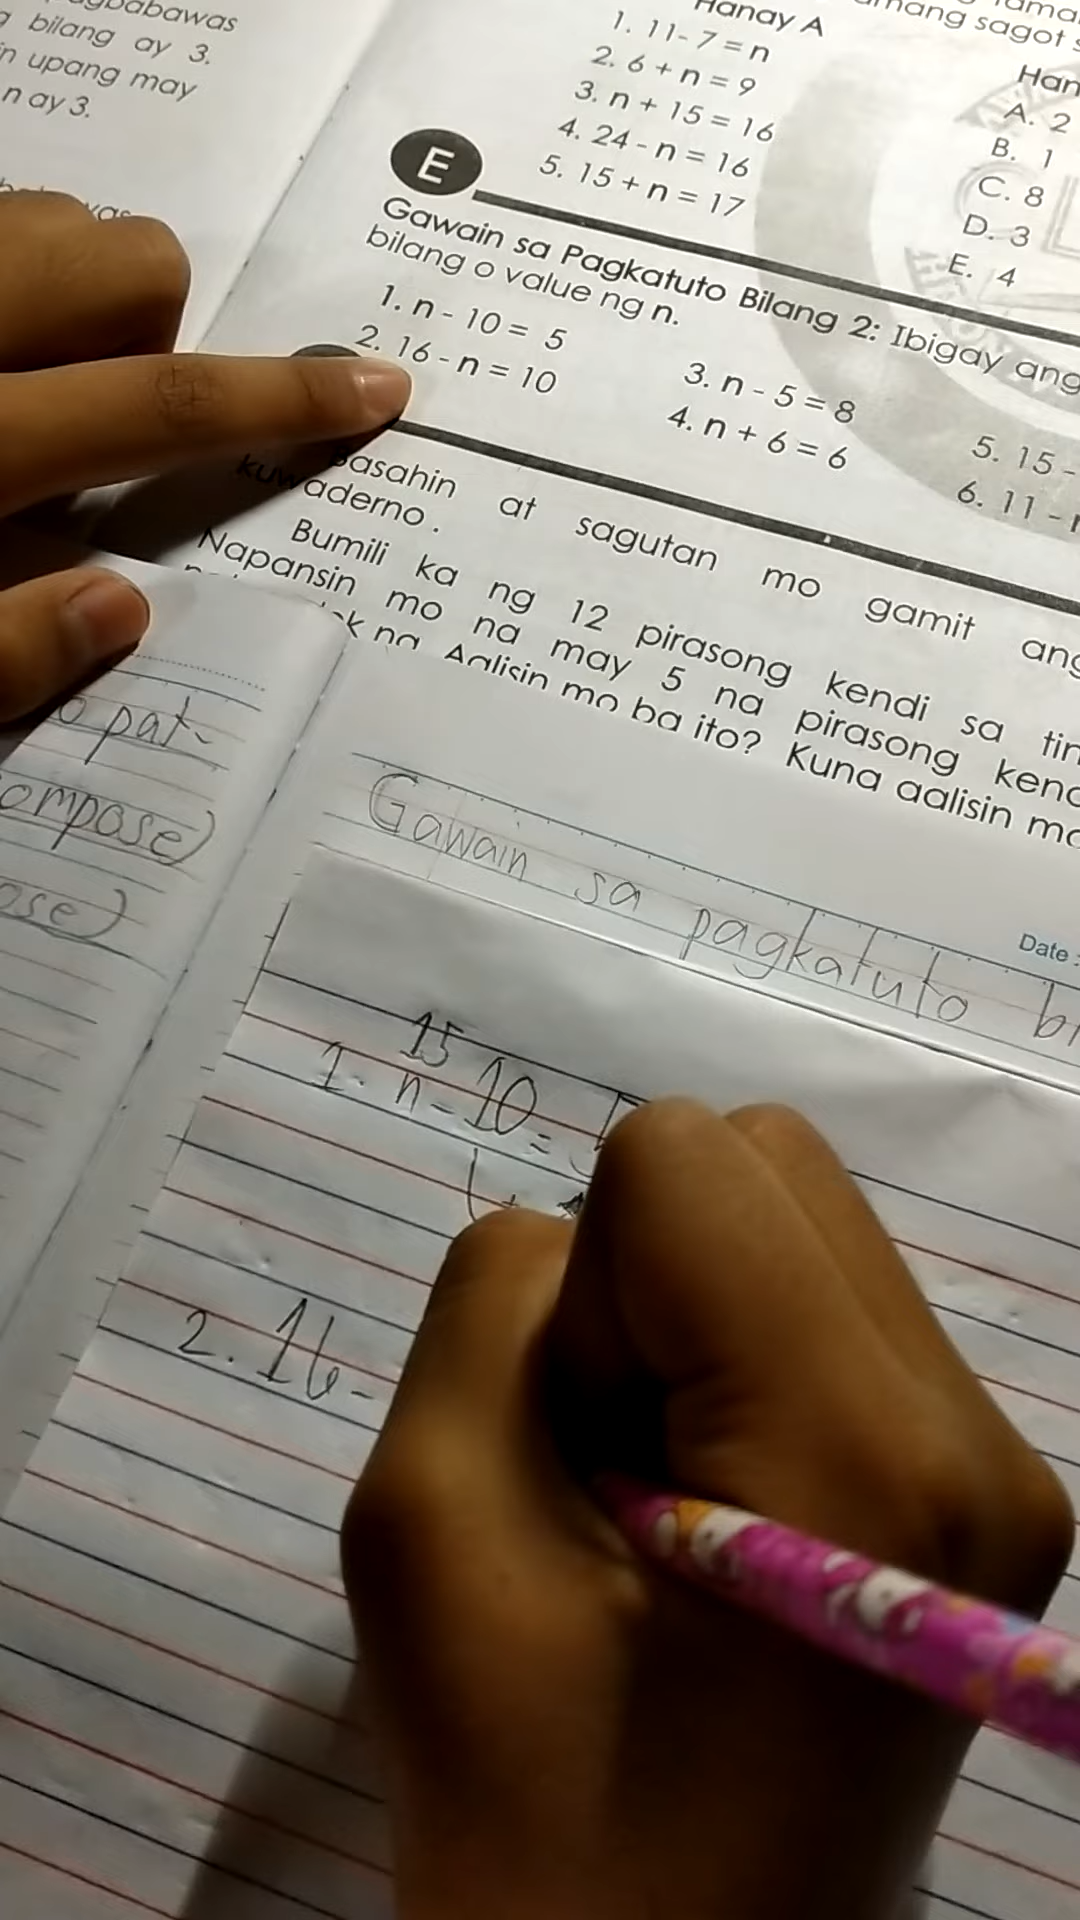 bilang ay 3.
upang may
n ay 3.
Hanay A
1. 11 - 7 = n
2. 6 + n = 9
3. n + 15 = 16
4. 24 - n = 16
5. 15 + n = 17
sagot
A. 2
B. 1
C. 8
D. 3
E. 4
E
Gawain sa Pagkatuto Bilang 2: Ibigay ang
bilang o value ng n.
1. n - 10 = 5
2. 16 - n = 10
3. n - 5 = 8
4. n + 6 = 6
5. 15 -
6. 11 -
Basahin at sagutan mo gamit ang
kuwaderno.
Bumili ka ng 12 pirasong kendi sa
Napansin mo na may 5 na pirasong
na. Aalisin mo ba ito? Kung aalisin mo
Date:
Gawain sa pagkatuto
15
1. n - 10 =
2. 16 -